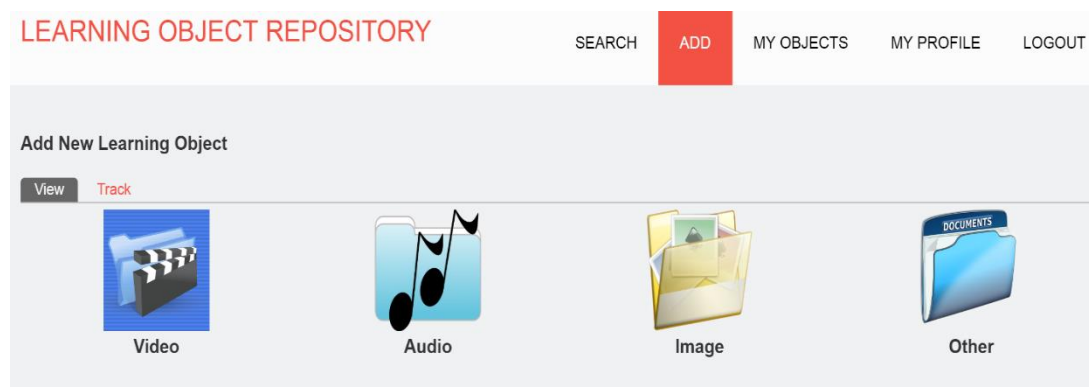 LEARNING OBJECT REPOSITORY
SEARCH ADD MY OBJECTS MY PROFILE LOGOUT
Add New Learning Object
View Track
DOCUMENTS
Video Audio Image Other